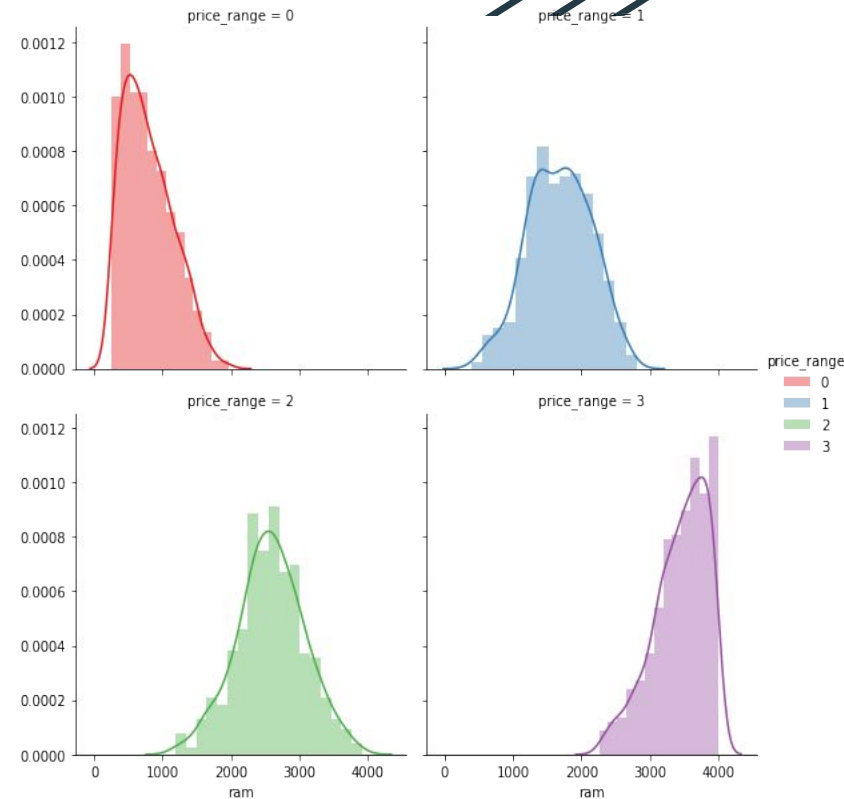 price_range = 0
price_range = 1
0.0012
0.0010
0.0008
0.0006
0.0004
0.0002
0.0000
price_range
0
1
2
3
price_range = 2
price_range = 3
0.0012
0.0010
0.0008
0.0006
0.0004
0.0002
0.0000
0 1000 2000 3000 4000
0 1000 2000 3000 4000
ram
ram